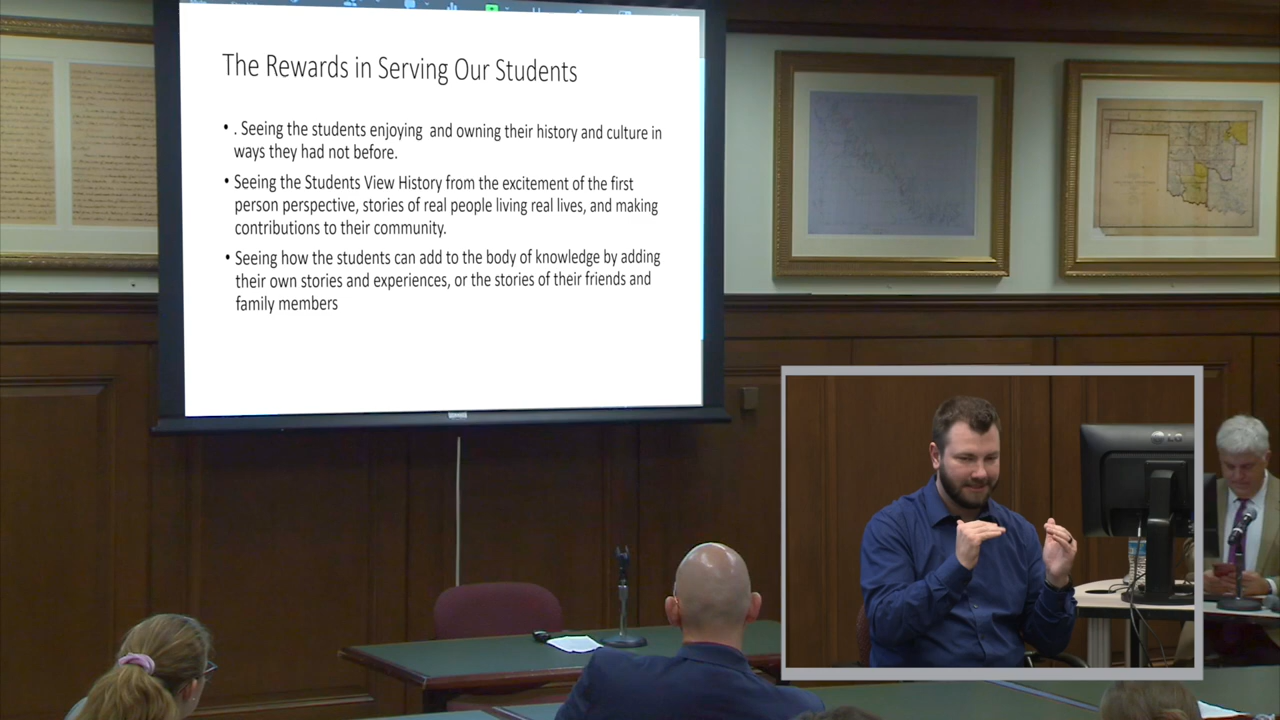 The Rewards in Serving Our Students
• . Seeing the students enjoying and owning their history and culture in
ways they had not before.
• Seeing the Students View History from the excitement of the first
person perspective, stories of real people living real lives, and making
contributions to their community.
• Seeing how the students can add to the body of knowledge by adding
their own stories and experiences, or the stories of their friends and
family members
LG